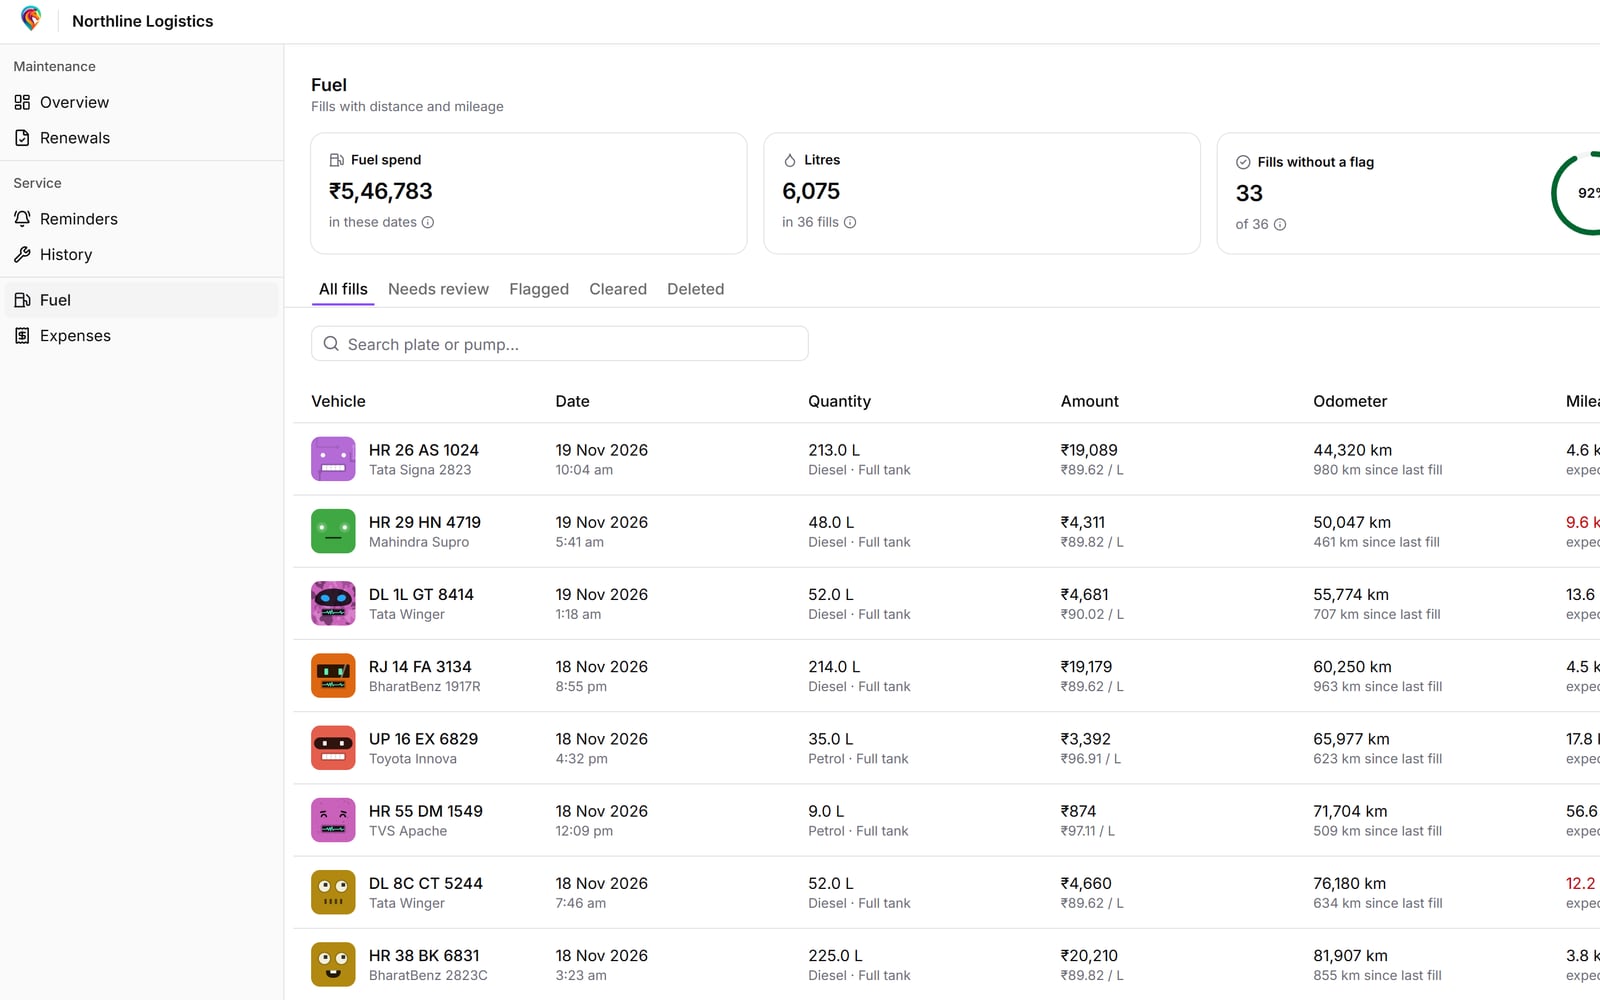 Northline Logistics
Maintenance
Overview
Renewals
Service
Reminders
History
Fuel
Expenses
Fuel
Fills with distance and mileage
Fuel spend
₹5,46,783
in these dates
Litres
6,075
in 36 fills
Fills without a flag
33
of 36
92%
All fills Needs review Flagged Cleared Deleted
Search plate or pump...
Vehicle Date Quantity Amount Odometer
HR 26 AS 1024 19 Nov 2026 213.0 L ₹19,089 44,320 km 4.6
Tata Signa 2823 10:04 am Diesel · Full tank ₹89.62 / L 980 km since last fill
HR 29 HN 4719 19 Nov 2026 48.0 L ₹4,311 50,047 km 9.6
Mahindra Supro 5:41 am Diesel · Full tank ₹89.82 / L 461 km since last fill
DL 1L GT 8414 19 Nov 2026 52.0 L ₹4,681 55,774 km 13.6
Tata Winger 1:18 am Diesel · Full tank ₹90.02 / L 707 km since last fill
RJ 14 FA 3134 18 Nov 2026 214.0 L ₹19,179 60,250 km 4.5
BharatBenz 1917R 8:55 pm Diesel · Full tank ₹89.62 / L 963 km since last fill
UP 16 EX 6829 18 Nov 2026 35.0 L ₹3,392 65,977 km 17.8
Toyota Innova 4:32 pm Petrol · Full tank ₹96.91 / L 623 km since last fill
HR 55 DM 1549 18 Nov 2026 9.0 L ₹874 71,704 km 56.6
TVS Apache 12:09 pm Petrol · Full tank ₹97.11 / L 509 km since last fill
DL 8C CT 5244 18 Nov 2026 52.0 L ₹4,660 76,180 km 12.2
Tata Winger 7:46 am Diesel · Full tank ₹89.62 / L 634 km since last fill
HR 38 BK 6831 18 Nov 2026 225.0 L ₹20,210 81,907 km 3.8
BharatBenz 2823C 3:23 am Diesel · Full tank ₹89.82 / L 855 km since last fill